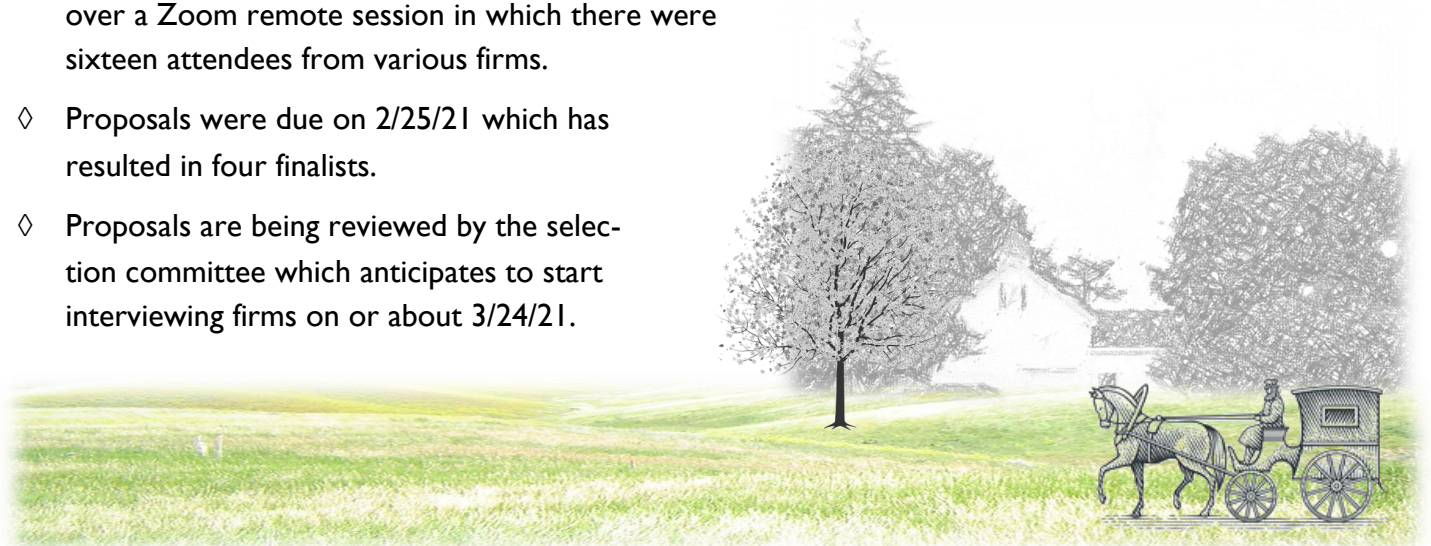 over a Zoom remote session in which there were
sixteen attendees from various firms.
◊ Proposals were due on 2/25/21 which has
resulted in four finalists.
◊ Proposals are being reviewed by the selec-
tion committee which anticipates to start
interviewing firms on or about 3/24/21.